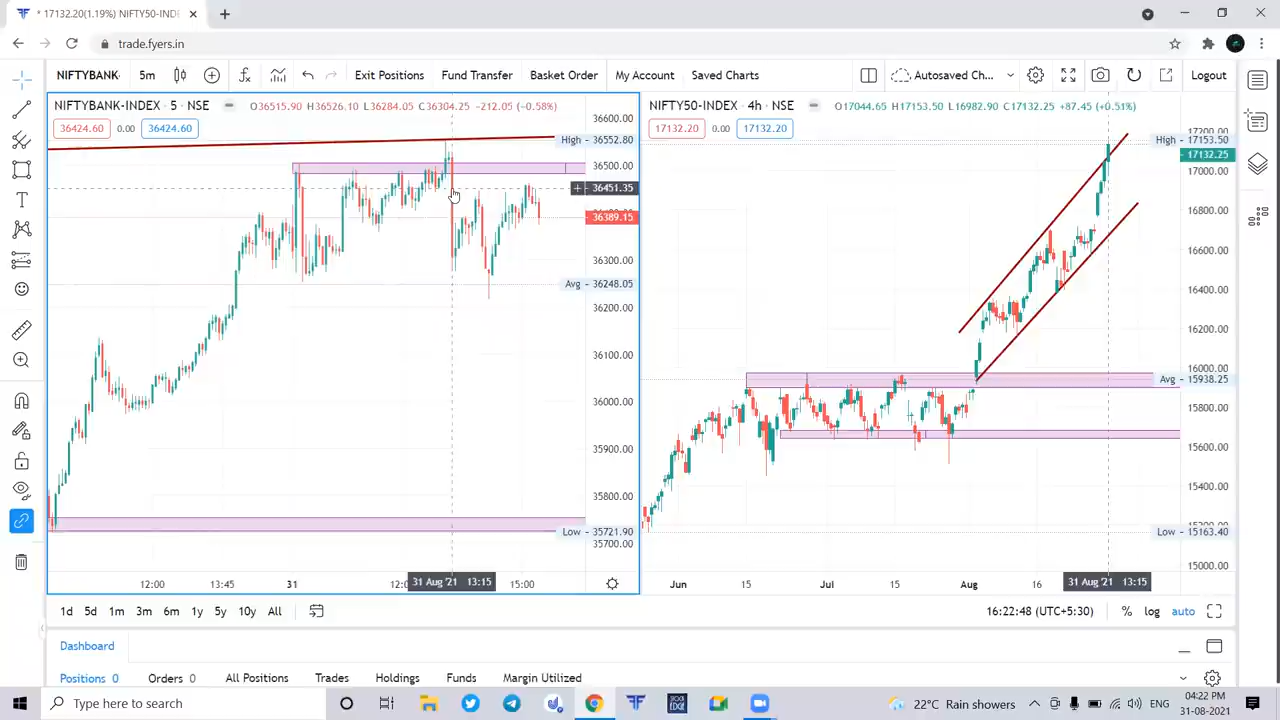 * 17132.20(1.19%) NIFTY50-INDE
trade.fyers.in
NIFTYBANK- 5m Exit Positions Fund Transfer Basket Order My Account Saved Charts Autosaved Ch... Logout
NIFTYBANK-INDEX · 5 · NSE O36515.90 H36526.10 L36284.05 C36304.25 -212.05 (-0.58%)
36424.60 0.00 36424.60
NIFTY50-INDEX · 4h · NSE O17044.65 H17153.50 L16982.90 C17132.25 +87.45 (+0.51%)
17132.20 0.00 17132.20
36600.00
High - 36552.80
36500.00
36451.35
36389.15
36300.00
Avg - 36248.05
36200.00
36100.00
36000.00
35900.00
35800.00
Low - 35721.90
35700.00
12:00 13:45 31 31 Aug '21 13:15 15:00
High - 17153.50
17132.25
17000.00
16800.00
16600.00
16400.00
16200.00
16000.00
Avg - 15938.25
15800.00
15600.00
15400.00
Low - 15163.40
15000.00
Jun 15 Jul 15 Aug 16 31 Aug '21 13:15
1d 5d 1m 3m 6m 1y 5y 10y All
16:22:48 (UTC+5:30) % log auto
Dashboard
Positions 0 Orders 0 All Positions Trades Holdings Funds Margin Utilized
Type here to search
22°C Rain showers
ENG
04:22 PM
31-08-2021